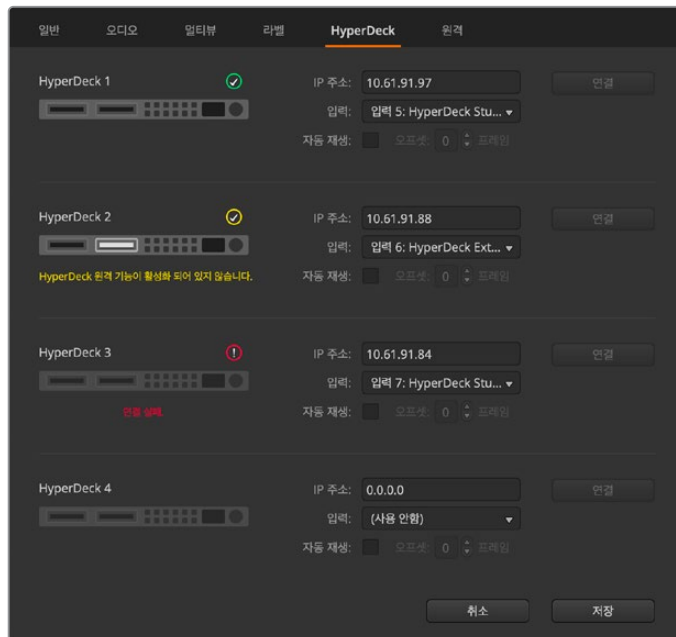 일반 오디오 멀티뷰 라벨 HyperDeck 원격
HyperDeck 1
IP 주소: 10.61.91.97 연결
입력: 입력 5: HyperDeck Stu...
자동 재생: 오프셋: 0 프레임
HyperDeck 2
IP 주소: 10.61.91.88 연결
입력: 입력 6: HyperDeck Ext...
HyperDeck 원격 기능이 활성화 되어 있지 않습니다.
자동 재생: 오프셋: 0 프레임
HyperDeck 3
IP 주소: 10.61.91.84 연결
입력: 입력 7: HyperDeck Stu...
연결 실패.
자동 재생: 오프셋: 0 프레임
HyperDeck 4
IP 주소: 0.0.0.0 연결
입력: (사용 안함)
자동 재생: 오프셋: 0 프레임
취소 저장